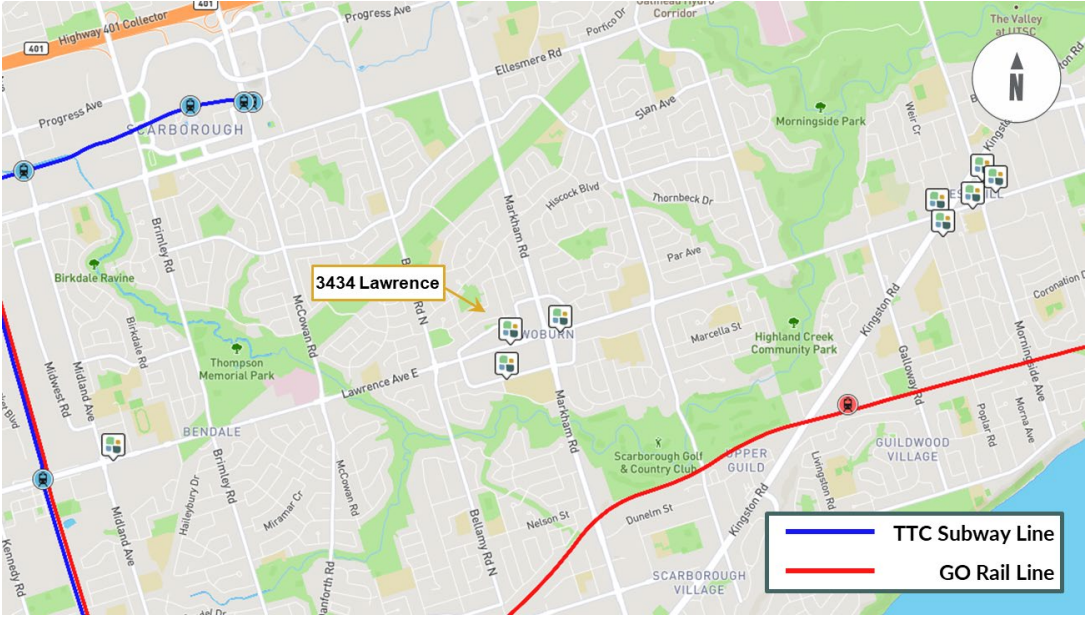 401
Highway 401 Collector
401
Progress Ave
Portico Dr
Corridor
The Valley
at UTSC
N
Ellesmere Rd
Progress Ave
SCARBOROUGH
Slan Ave
Morningside Park
Weir Cr
Markham Rd
Hiscock Blvd
Thornbeck Dr
Brimley Rd
Par Ave
Birkdale Ravine
3434 Lawrence
Rd N
Kingston Rd
Coronation D
McCowan Rd
Birkdale Rd
WOBURN
Marcella St
Highland Creek
Community Park
Thompson
Memorial Park
Midwest Rd
Midland Ave
Lawrence Ave E
Galloway Rd
Morningside Ave
Markham Rd
BENDALE
Poplar Rd
Morna Ave
Scarborough Golf
& Country Club
UPPER
GUILD
GUILDWOOD
VILLAGE
Brimley Rd
McCowan Rd
Livingston Rd
Haileybury Dr
Miramar Cr
Midland Ave
Bellamy Rd N
Nelson St
Dunelm St
Kingston Rd
Kennedy Rd
TTC Subway Line
GO Rail Line
SCARBOROUGH
VILLAGE